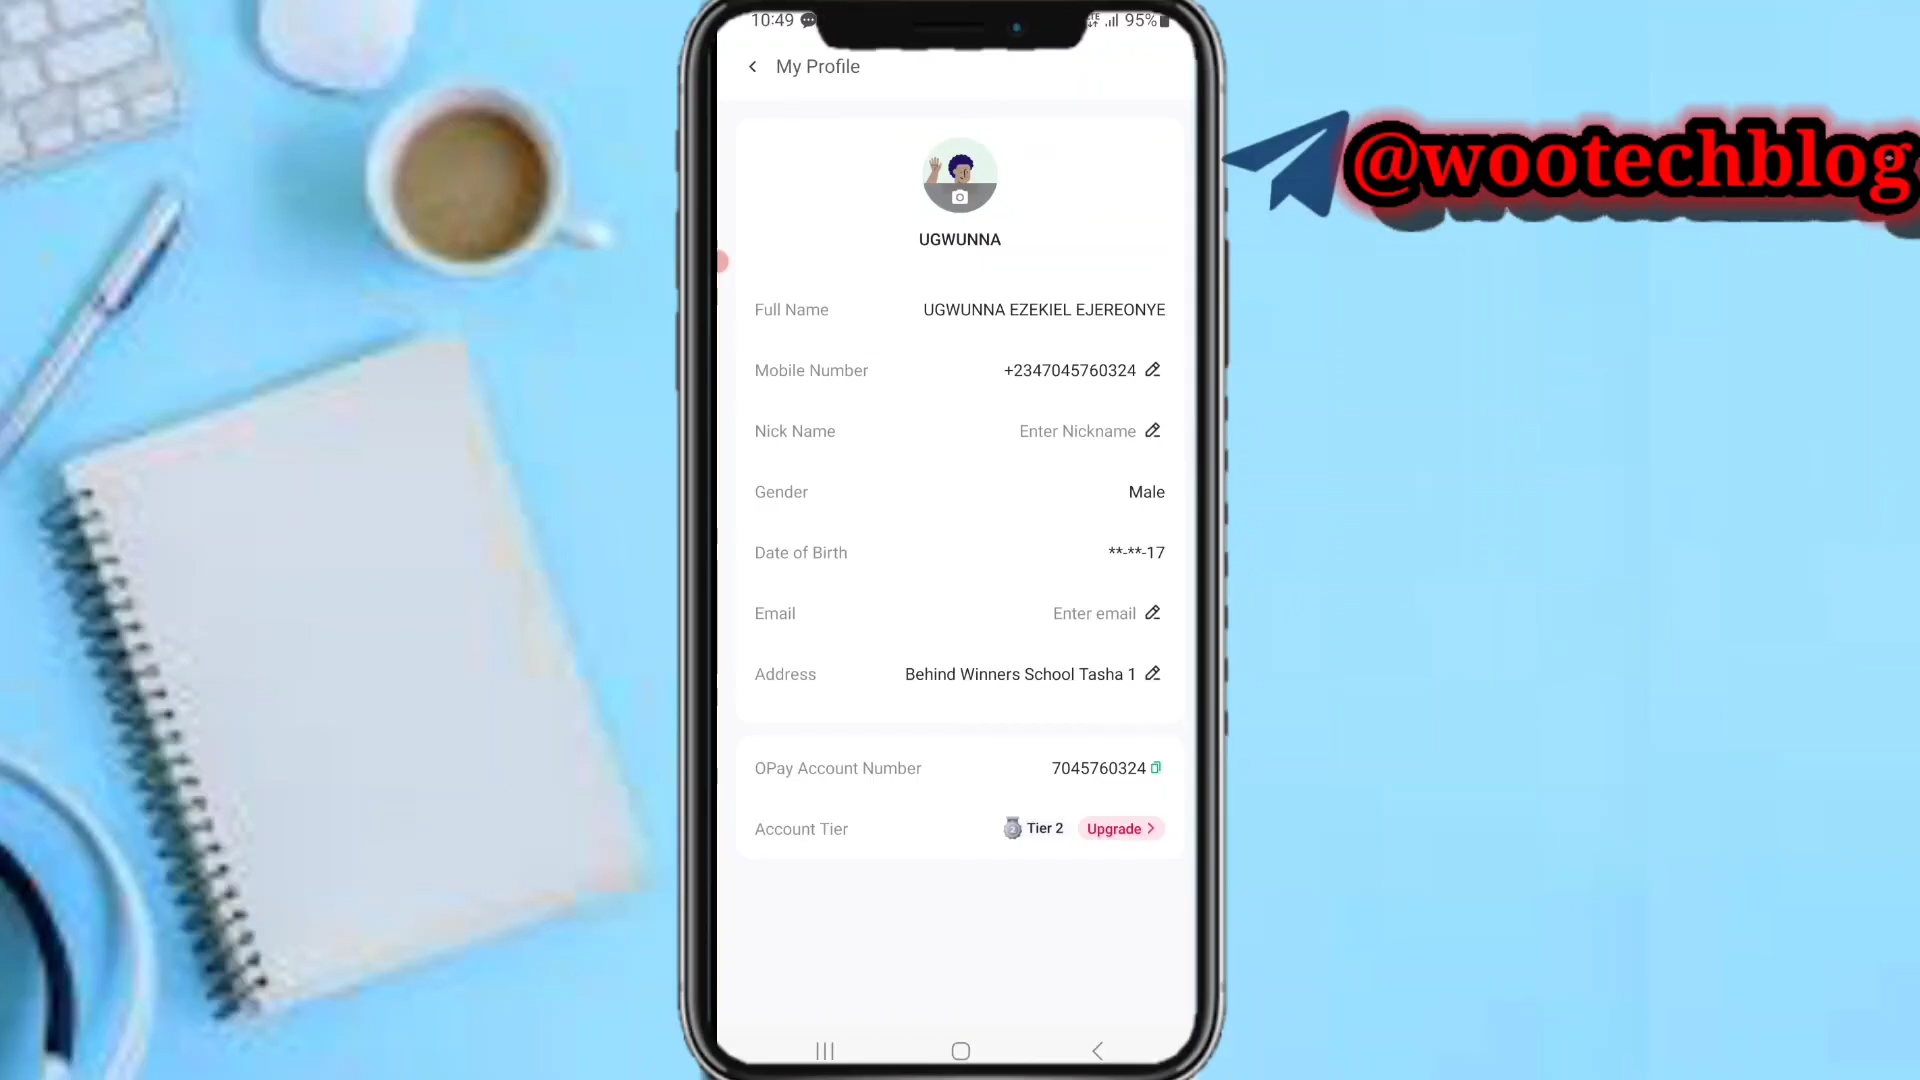 10:49 95%
My Profile
@wootechblog
UGWUNNA
Full Name UGWUNNA EZEKIEL EJEREONYE
Mobile Number +2347045760324
Nick Name Enter Nickname
Gender Male
Date of Birth **-**-17
Email Enter email
Address Behind Winners School Tasha 1
OPay Account Number 7045760324
Account Tier 2 Tier 2 Upgrade >